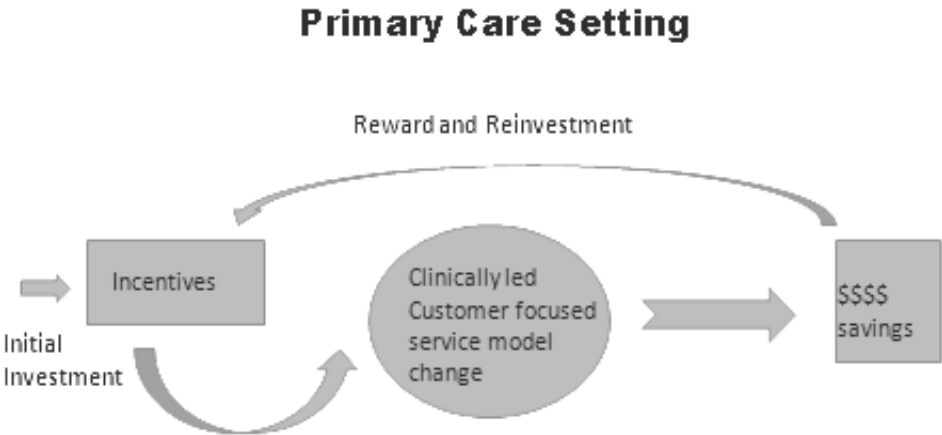 Primary Care Setting
Reward and Reinvestment
Incentives
Initial
Investment
Clinically led
Customer focused
service model
change
$$$$
savings